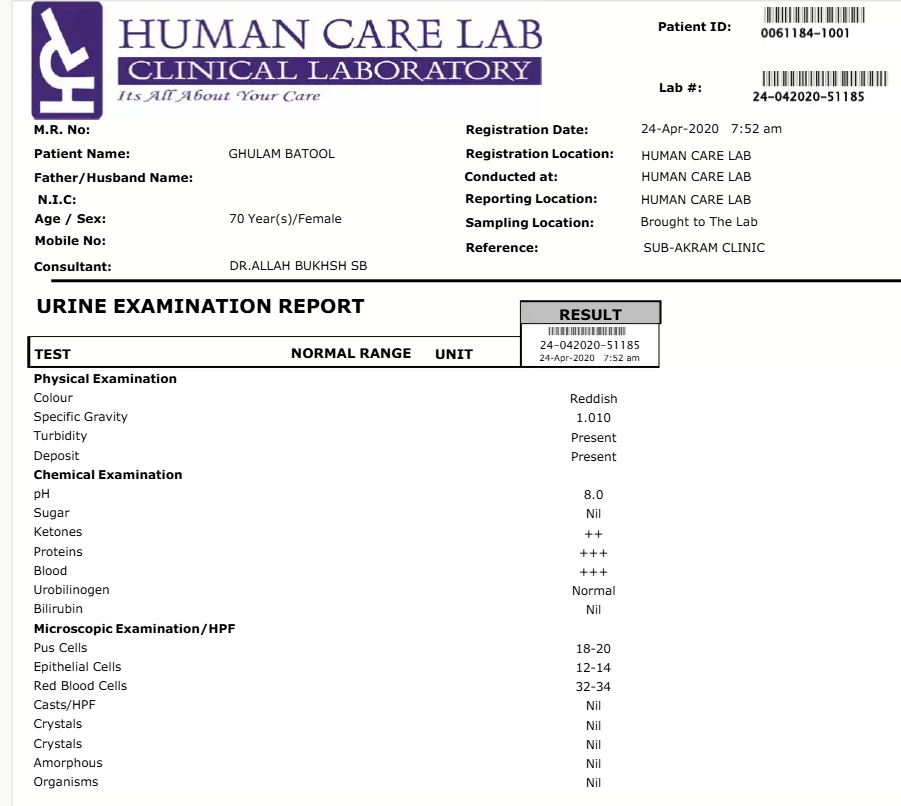 HUMAN CARE LAB
CLINICAL LABORATORY
Its All About Your Care
Patient ID:
0061184-1001
Lab #:
24-042020-51185
M.R. No:
Registration Date: 24-Apr-2020 7:52 am
Patient Name: GHULAM BATOOL
Registration Location: HUMAN CARE LAB
Father/Husband Name:
Conducted at: HUMAN CARE LAB
N.I.C:
Reporting Location: HUMAN CARE LAB
Age / Sex: 70 Year(s)/Female
Sampling Location: Brought to The Lab
Mobile No:
Reference: SUB-AKRAM CLINIC
Consultant: DR.ALLAH BUKHSH SB
URINE EXAMINATION REPORT
RESULT
24-042020-51185
24-Apr-2020 7:52 am
TEST NORMAL RANGE UNIT
Physical Examination
Colour Reddish
Specific Gravity 1.010
Turbidity Present
Deposit Present
Chemical Examination
pH 8.0
Sugar Nil
Ketones ++
Proteins +++
Blood +++
Urobilinogen Normal
Bilirubin Nil
Microscopic Examination/HPF
Pus Cells 18-20
Epithelial Cells 12-14
Red Blood Cells 32-34
Casts/HPF Nil
Crystals Nil
Crystals Nil
Amorphous Nil
Organisms Nil